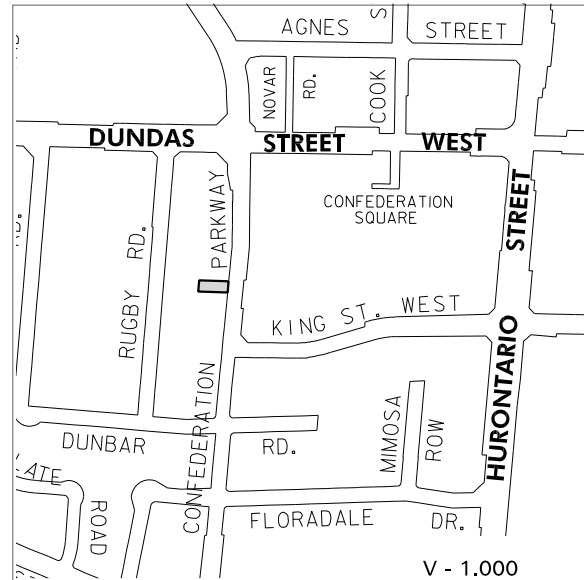 AGNES STREET
S
NOVAR RD.
COOK
DUNDAS STREET WEST
CONFEDERATION
SQUARE
STREET
RUGBY RD.
PARKWAY
KING ST. WEST
HURONTARIO
CONFEDERATION
MIMOSA ROW
DUNBAR RD.
ROAD
FLORADALE DR.
V - 1.000